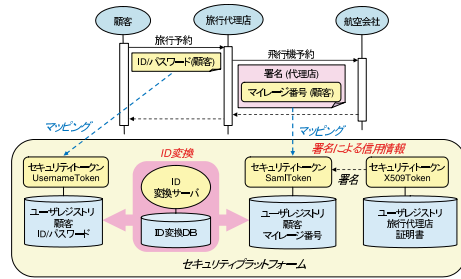 顧客
旅行代理店
航空会社
旅行予約
飛行機予約
ID/パスワード(顧客)
署名 (代理店)
マイレージ番号 (顧客)
マッピング
マッピング
署名による信用情報
ID変換
セキュリティトークン
UsernameToken
ID
変換サーバ
セキュリティトークン
SamlToken
署名
セキュリティトークン
X509Token
ユーザレジストリ
顧客
ID/パスワード
ID変換DB
ユーザレジストリ
顧客
マイレージ番号
ユーザレジストリ
旅行代理店
証明書
セキュリティプラットフォーム